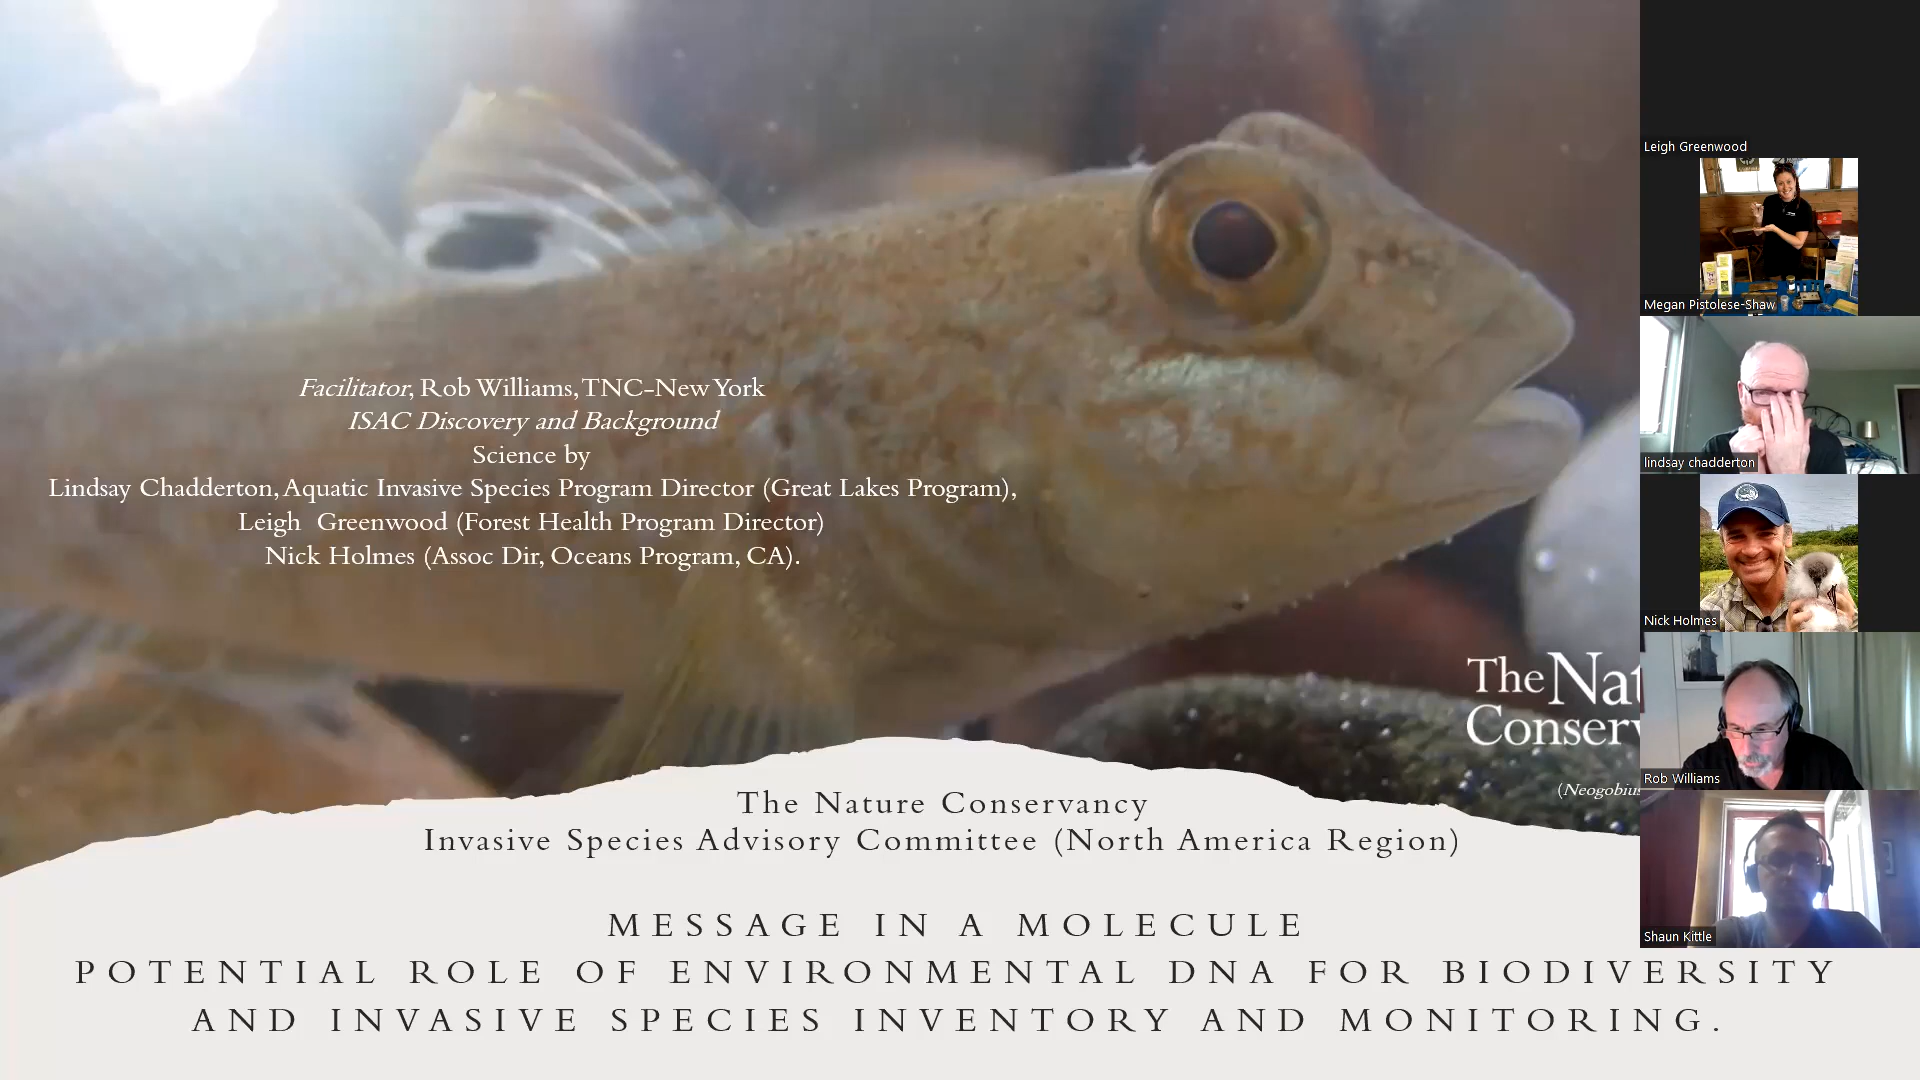 Facilitator, Rob Williams, TNC-New York
ISAC Discovery and Background
Science by
Lindsay Chadderton, Aquatic Invasive Species Program Director (Great Lakes Program),
Leigh Greenwood (Forest Health Program Director)
Nick Holmes (Assoc Dir, Oceans Program, CA).
The Nat
Conserv
(Neogobius
The Nature Conservancy
Invasive Species Advisory Committee (North America Region)
MESSAGE IN A MOLECULE
POTENTIAL ROLE OF ENVIRONMENTAL DNA FOR BIODIVERSITY
AND INVASIVE SPECIES INVENTORY AND MONITORING.
Leigh Greenwood
Megan Pistolese-Shaw
lindsay chadderton
Nick Holmes
Rob Williams
Shaun Kittle